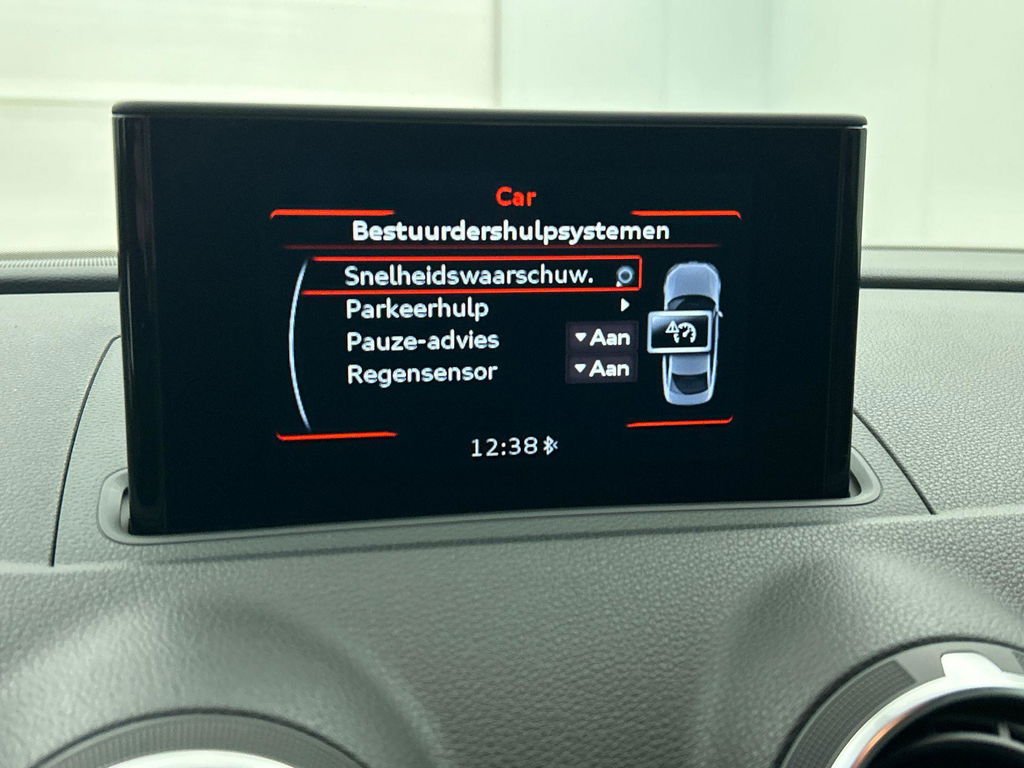 Car
Bestuurdershulpsystemen
Snelheidswaarschuw.
Parkeerhulp
Pauze-advies Aan
Regensensor Aan
12:38